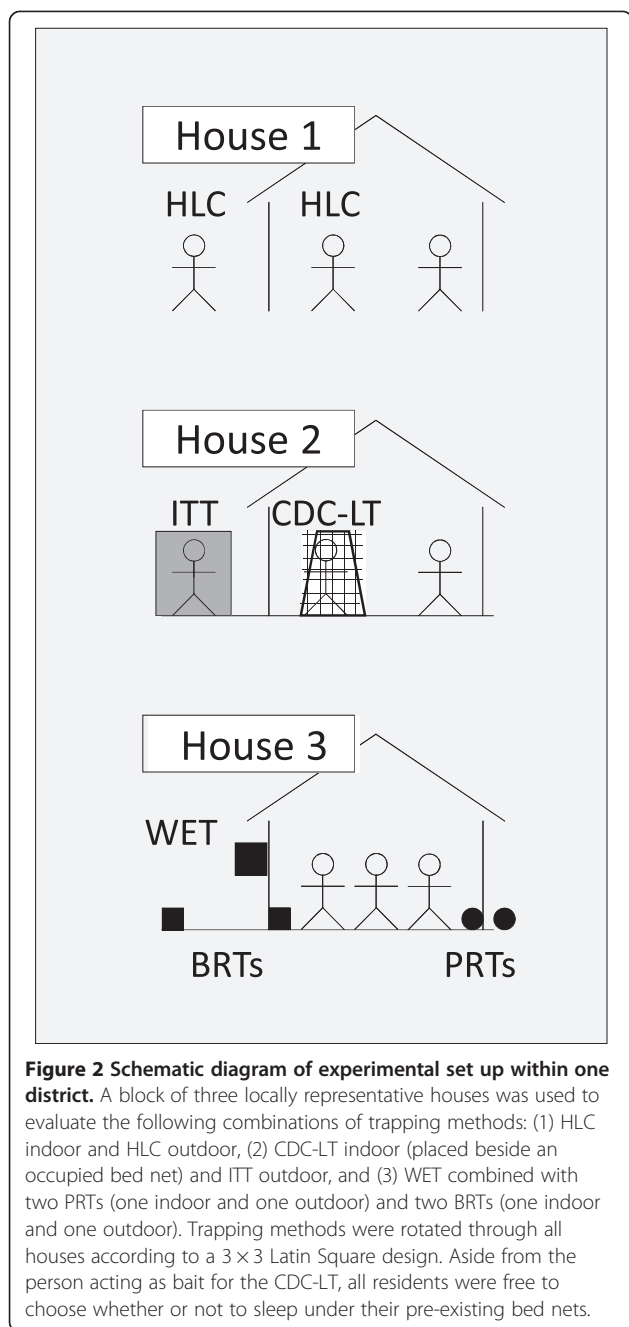 House 1
HLC HLC
House 2
ITT CDC-LT
House 3
WET
BRTs PRTs
Figure 2 Schematic diagram of experimental set up within one
district. A block of three locally representative houses was used to
evaluate the following combinations of trapping methods: (1) HLC
indoor and HLC outdoor, (2) CDC-LT indoor (placed beside an
occupied bed net) and ITT outdoor, and (3) WET combined with
two PRTs (one indoor and one outdoor) and two BRTs (one indoor
and one outdoor). Trapping methods were rotated through all
houses according to a 3 × 3 Latin Square design. Aside from the
person acting as bait for the CDC-LT, all residents were free to
choose whether or not to sleep under their pre-existing bed nets.